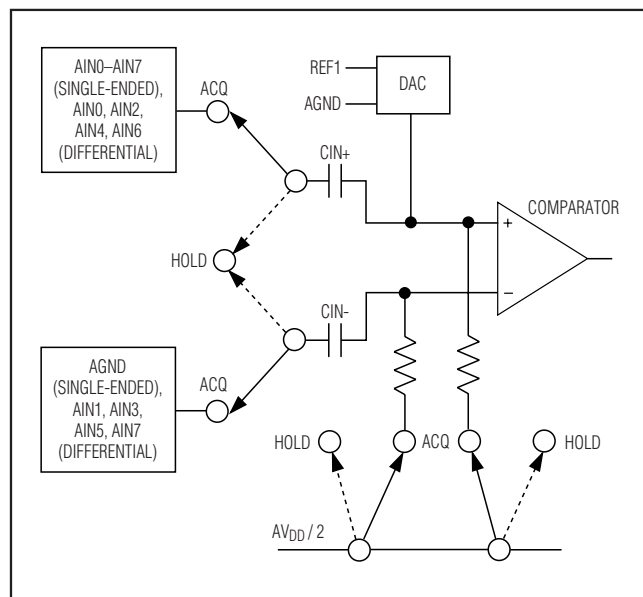 AIN0–AIN7
(SINGLE-ENDED),
AIN0, AIN2,
AIN4, AIN6
(DIFFERENTIAL)
ACQ
REF1
AGND
DAC
CIN+
COMPARATOR
+
−
HOLD
CIN-
AGND
(SINGLE-ENDED),
AIN1, AIN3,
AIN5, AIN7
(DIFFERENTIAL)
ACQ
HOLD
ACQ
HOLD
AVDD / 2